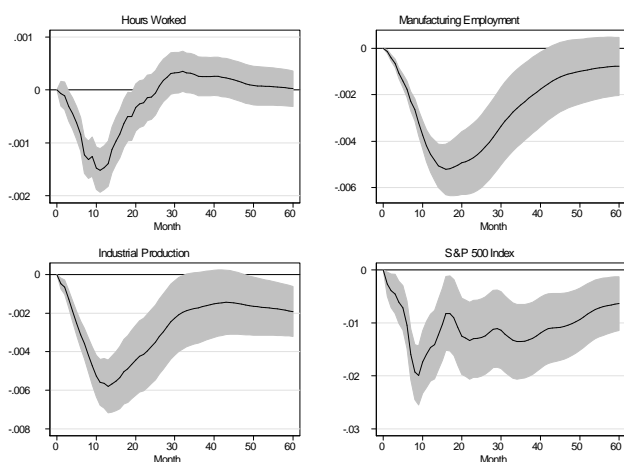 Hours Worked
.001
0
-.001
-.002
0 10 20 30 40 50 60
Month
Manufacturing Employment
0
-.002
-.004
-.006
0 10 20 30 40 50 60
Month
Industrial Production
0
-.002
-.004
-.006
-.008
0 10 20 30 40 50 60
Month
S&P 500 Index
0
-.01
-.02
-.03
0 10 20 30 40 50 60
Month